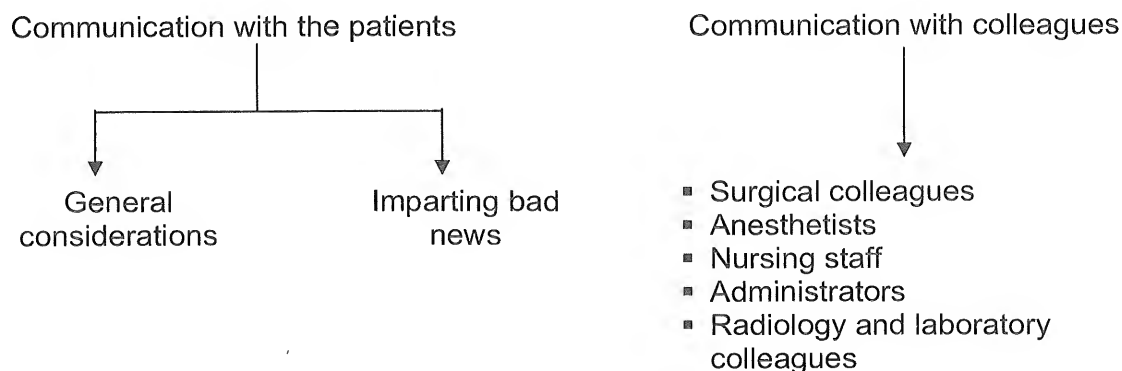 Communication with the patients
General
considerations
Imparting bad
news
Communication with colleagues
▪ Surgical colleagues
▪ Anesthetists
▪ Nursing staff
▪ Administrators
▪ Radiology and laboratory
colleagues